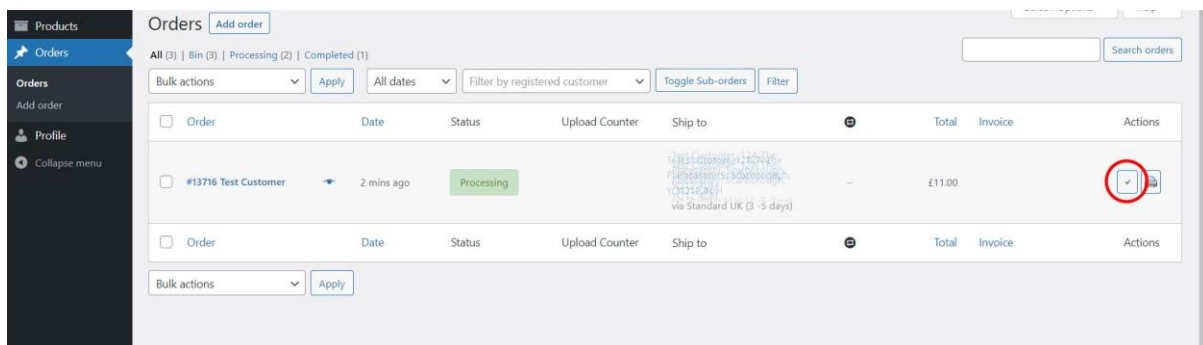 Products
Orders
Orders
Add order
Profile
Collapse menu
Orders Add order
All (3) | Bin (3) | Processing (2) | Completed (1)
Search orders
Bulk actions Apply All dates Filter by registered customer Toggle Sub-orders Filter
Order Date Status Upload Counter Ship to Total Invoice Actions
#13716 Test Customer 2 mins ago Processing – £11.00
via Standard UK (3 -5 days)
Order Date Status Upload Counter Ship to Total Invoice Actions
Bulk actions Apply